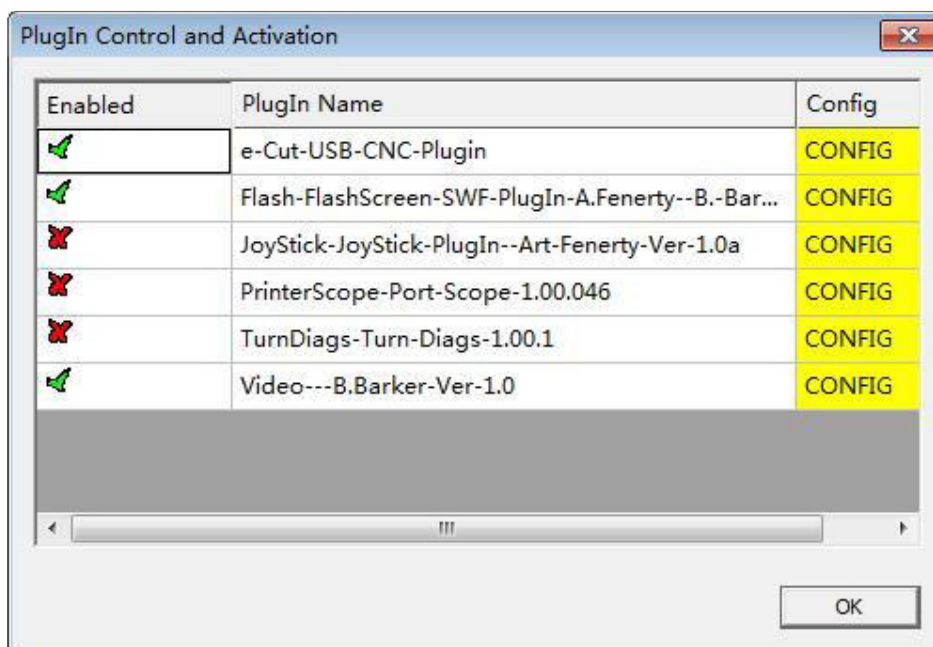 PlugIn Control and Activation
Enabled PlugIn Name Config
e-Cut-USB-CNC-Plugin CONFIG
Flash-FlashScreen-SWF-PlugIn-A.Fenerty--B.-Bar... CONFIG
JoyStick-JoyStick-PlugIn--Art-Fenerty-Ver-1.0a CONFIG
PrinterScope-Port-Scope-1.00.046 CONFIG
TurnDiags-Turn-Diags-1.00.1 CONFIG
Video---B.Barker-Ver-1.0 CONFIG
OK